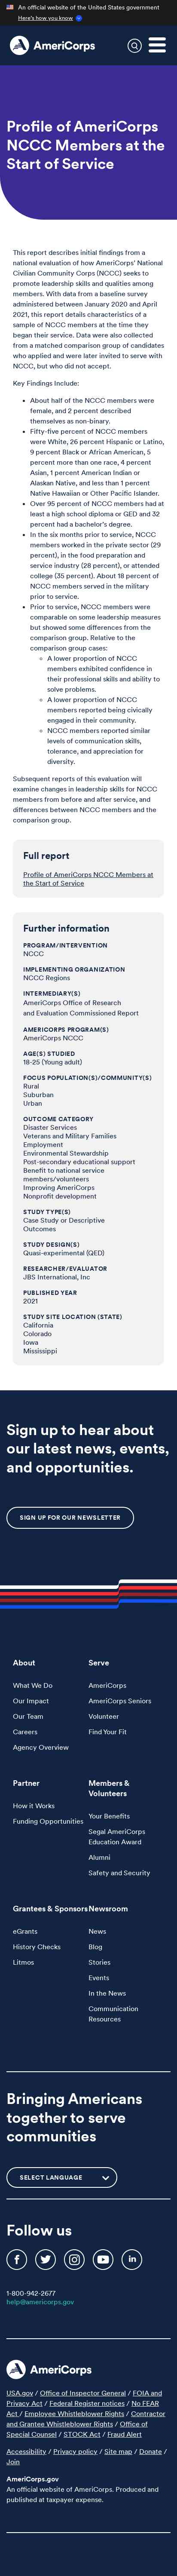 An official website of the United States government
Here's how you know
AmeriCorps
Profile of AmeriCorps
NCCC Members at the
Start of Service
This report describes initial findings from a
national evaluation of how AmeriCorps' National
Civilian Community Corps (NCCC) seeks to
promote leadership skills and qualities among
members. With data from a baseline survey
administered between January 2020 and April
2021, this report details characteristics of a
sample of NCCC members at the time they
began their service. Data were also collected
from a matched comparison group of candidates
who applied and were later invited to serve with
NCCC, but who did not accept.
Key Findings Include:
About half of the NCCC members were
female, and 2 percent described
themselves as non-binary.
Fifty-five percent of NCCC members
were White, 26 percent Hispanic or Latino,
9 percent Black or African American, 5
percent more than one race, 4 percent
Asian, 1 percent American Indian or
Alaskan Native, and less than 1 percent
Native Hawaiian or Other Pacific Islander.
Over 95 percent of NCCC members had at
least a high school diploma or GED and 32
percent had a bachelor's degree.
In the six months prior to service, NCCC
members worked in the private sector (29
percent), in the food preparation and
service industry (28 percent), or attended
college (35 percent). About 18 percent of
NCCC members served in the military
prior to service.
Prior to service, NCCC members were
comparable on some leadership measures
but showed some differences from the
comparison group. Relative to the
comparison group cases:
A lower proportion of NCCC
members exhibited confidence in
their professional skills and ability to
solve problems.
A lower proportion of NCCC
members reported being civically
engaged in their community.
NCCC members reported similar
levels of communication skills,
tolerance, and appreciation for
diversity.
Subsequent reports of this evaluation will
examine changes in leadership skills for NCCC
members from before and after service, and
differences between NCCC members and the
comparison group.
Full report
Profile of AmeriCorps NCCC Members at
the Start of Service
Further information
PROGRAM/INTERVENTION
NCCC
IMPLEMENTING ORGANIZATION
NCCC Regions
INTERMEDIARY(S)
AmeriCorps Office of Research
and Evaluation Commissioned Report
AMERICORPS PROGRAM(S)
AmeriCorps NCCC
AGE(S) STUDIED
18-25 (Young adult)
FOCUS POPULATION(S)/COMMUNITY(S)
Rural
Suburban
Urban
OUTCOME CATEGORY
Disaster Services
Veterans and Military Families
Employment
Environmental Stewardship
Post-secondary educational support
Benefit to national service
members/volunteers
Improving AmeriCorps
Nonprofit development
STUDY TYPE(S)
Case Study or Descriptive
Outcomes
STUDY DESIGN(S)
Quasi-experimental (QED)
RESEARCHER/EVALUATOR
JBS International, Inc
PUBLISHED YEAR
2021
STUDY SITE LOCATION (STATE)
California
Colorado
Iowa
Mississippi
Sign up to hear about
our latest news, events,
and opportunities.
SIGN UP FOR OUR NEWSLETTER
About
What We Do
Our Impact
Our Team
Careers
Agency Overview
Serve
AmeriCorps
AmeriCorps Seniors
Volunteer
Find Your Fit
Partner
How it Works
Funding Opportunities
Members &
Volunteers
Your Benefits
Segal AmeriCorps
Education Award
Alumni
Safety and Security
Grantees & Sponsors
eGrants
History Checks
Litmos
Newsroom
News
Blog
Stories
Events
In the News
Communication
Resources
Bringing Americans
together to serve
communities
SELECT LANGUAGE
Follow us
1-800-942-2677
help@americorps.gov
AmeriCorps
USA.gov / Office of Inspector General / FOIA and
Privacy Act / Federal Register notices / No FEAR
Act / Employee Whistleblower Rights / Contractor
and Grantee Whistleblower Rights / Office of
Special Counsel / STOCK Act / Fraud Alert
Accessibility / Privacy policy / Site map / Donate /
Join
AmeriCorps.gov
An official website of AmeriCorps. Produced and
published at taxpayer expense.